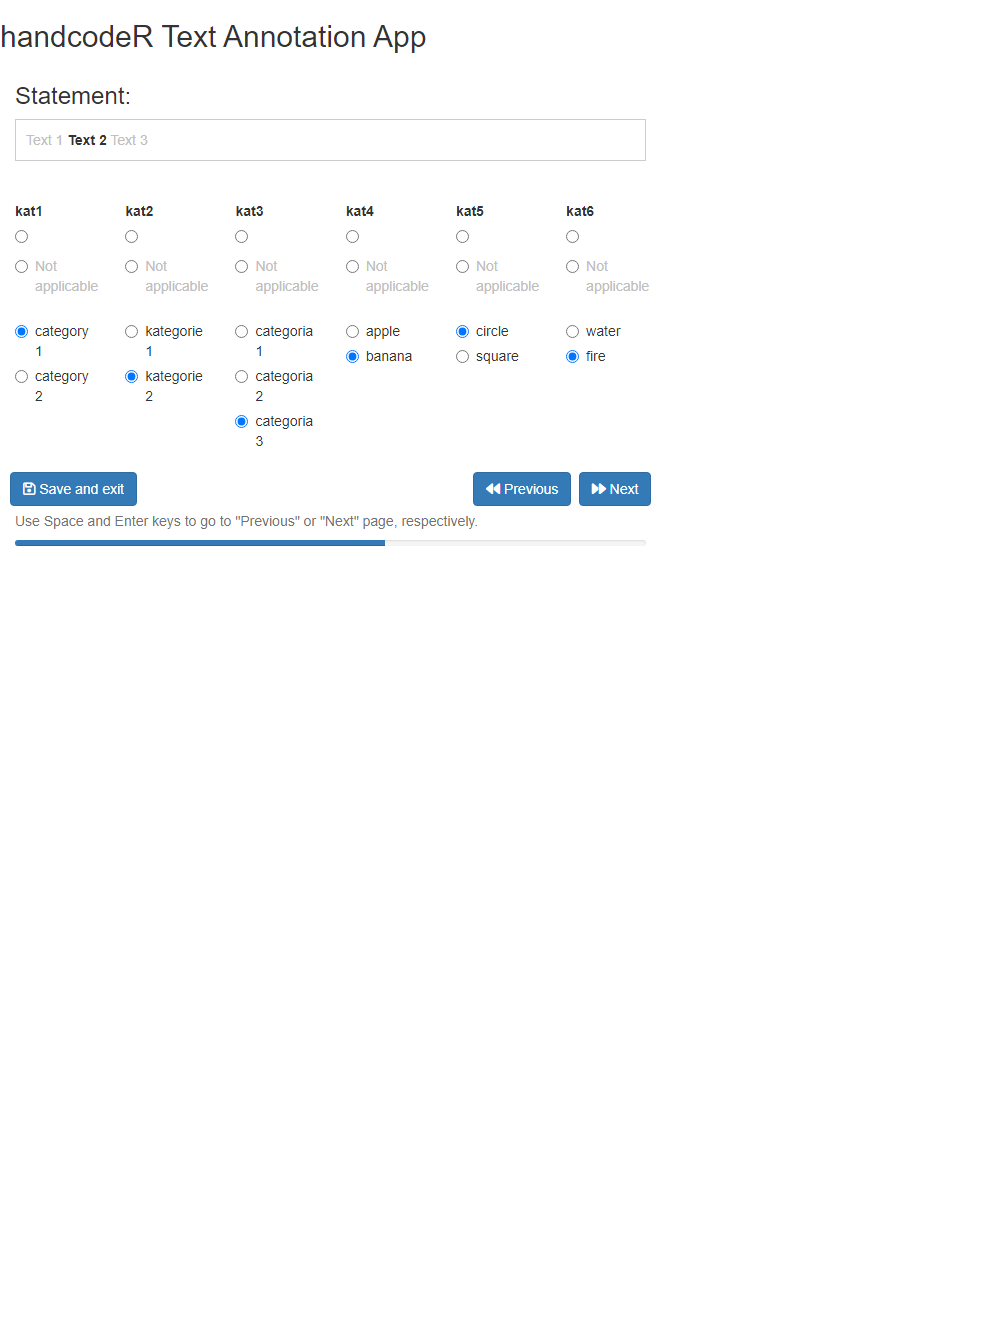 handcodeR Text Annotation App
Statement:
Text 1 Text 2 Text 3
kat1 kat2 kat3 kat4 kat5 kat6
Not Not Not Not Not Not
applicable applicable applicable applicable applicable applicable
category kategorie categoria apple circle water
1 1 1
banana square fire
category kategorie categoria
2 2 2
categoria
3
Save and exit Previous Next
Use Space and Enter keys to go to "Previous" or "Next" page, respectively.